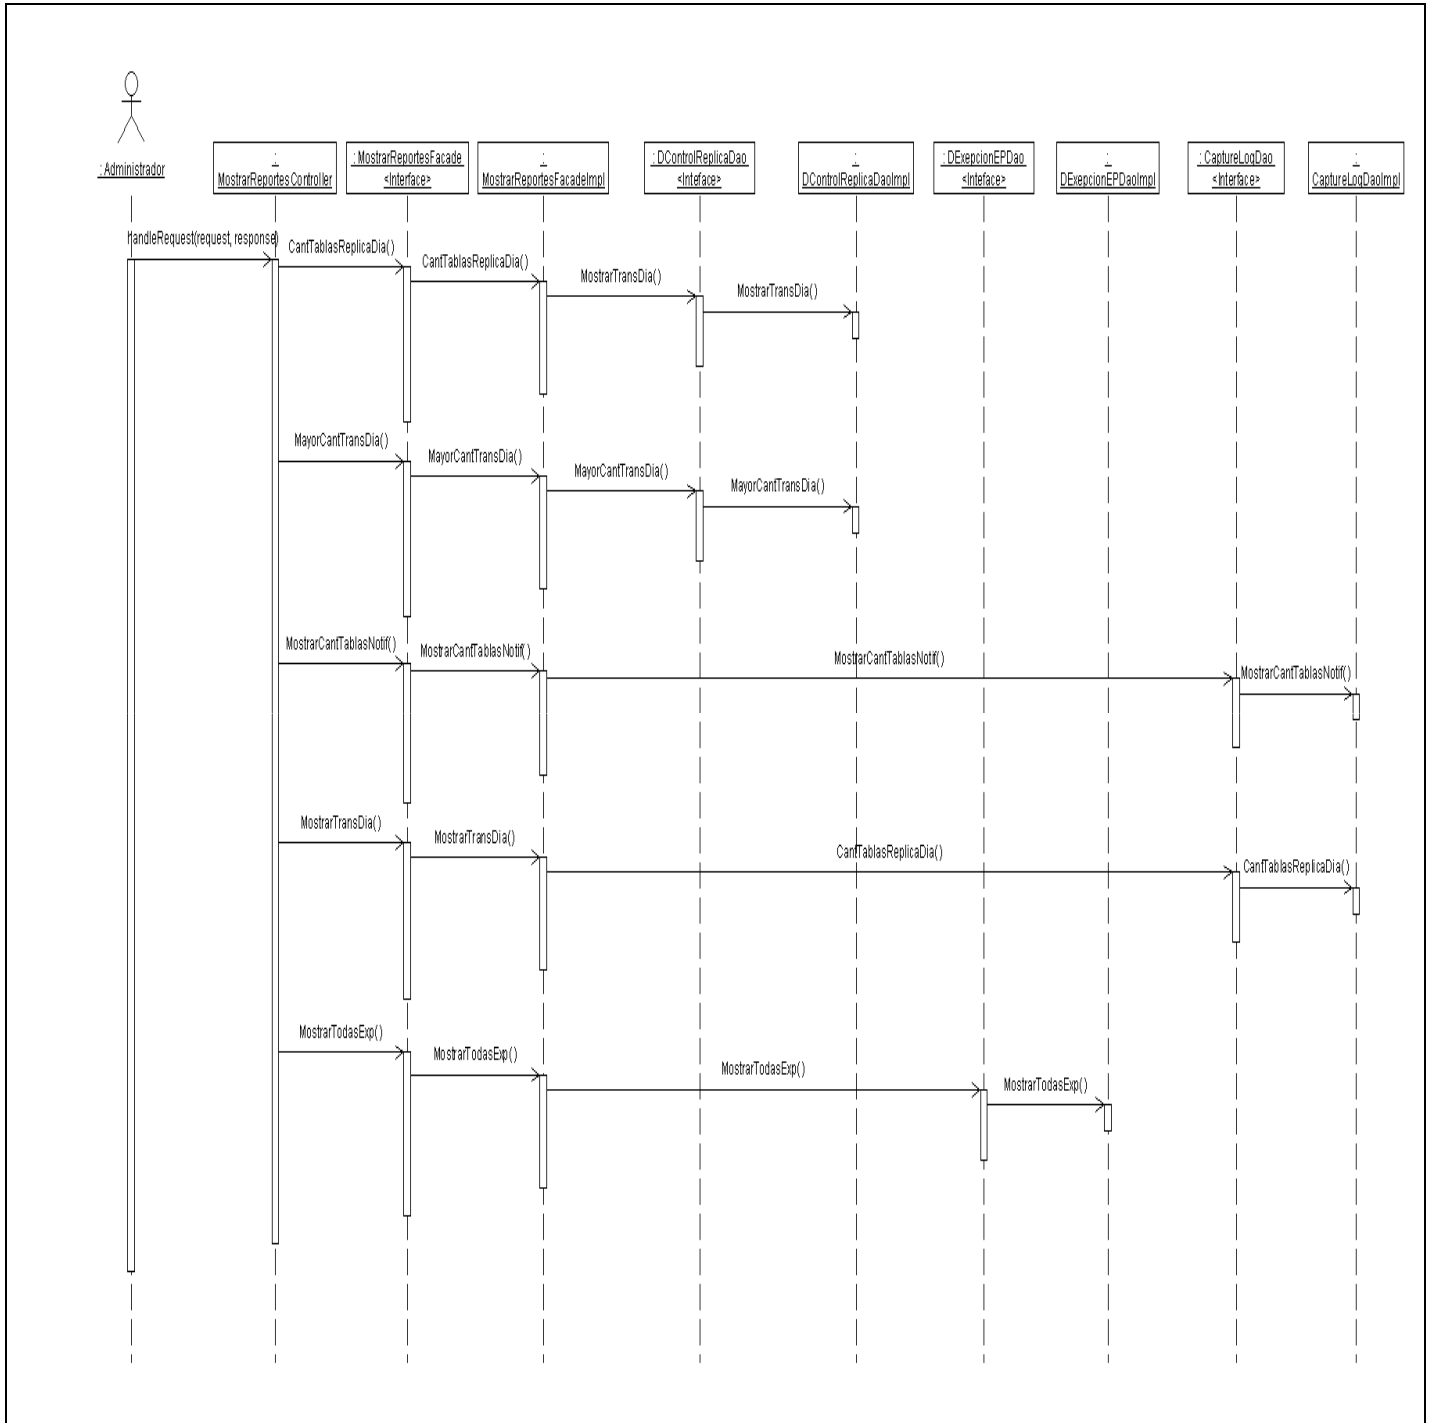 : Administrador
:
MostrarReportesController
: MostrarReportesFacade
<Interface>
:
MostrarReportesFacadeImpl
: DControlReplicaDao
<Inteface>
:
DControlReplicaDaoImpl
: DExepcionEPDao
<Inteface>
:
DExepcionEPDaoImpl
: CaptureLogDao
<Interface>
:
CaptureLogDaoImpl
handleRequest(request, response)
CantTablasReplicaDia()
CantTablasReplicaDia()
MostrarTransDia()
MostrarTransDia()
MayorCantTransDia()
MayorCantTransDia()
MayorCantTransDia()
MayorCantTransDia()
MostrarCantTablasNotif()
MostrarCantTablasNotif()
MostrarCantTablasNotif()
MostrarCantTablasNotif()
MostrarTransDia()
MostrarTransDia()
CantTablasReplicaDia()
CantTablasReplicaDia()
MostrarTodasExp()
MostrarTodasExp()
MostrarTodasExp()
MostrarTodasExp()